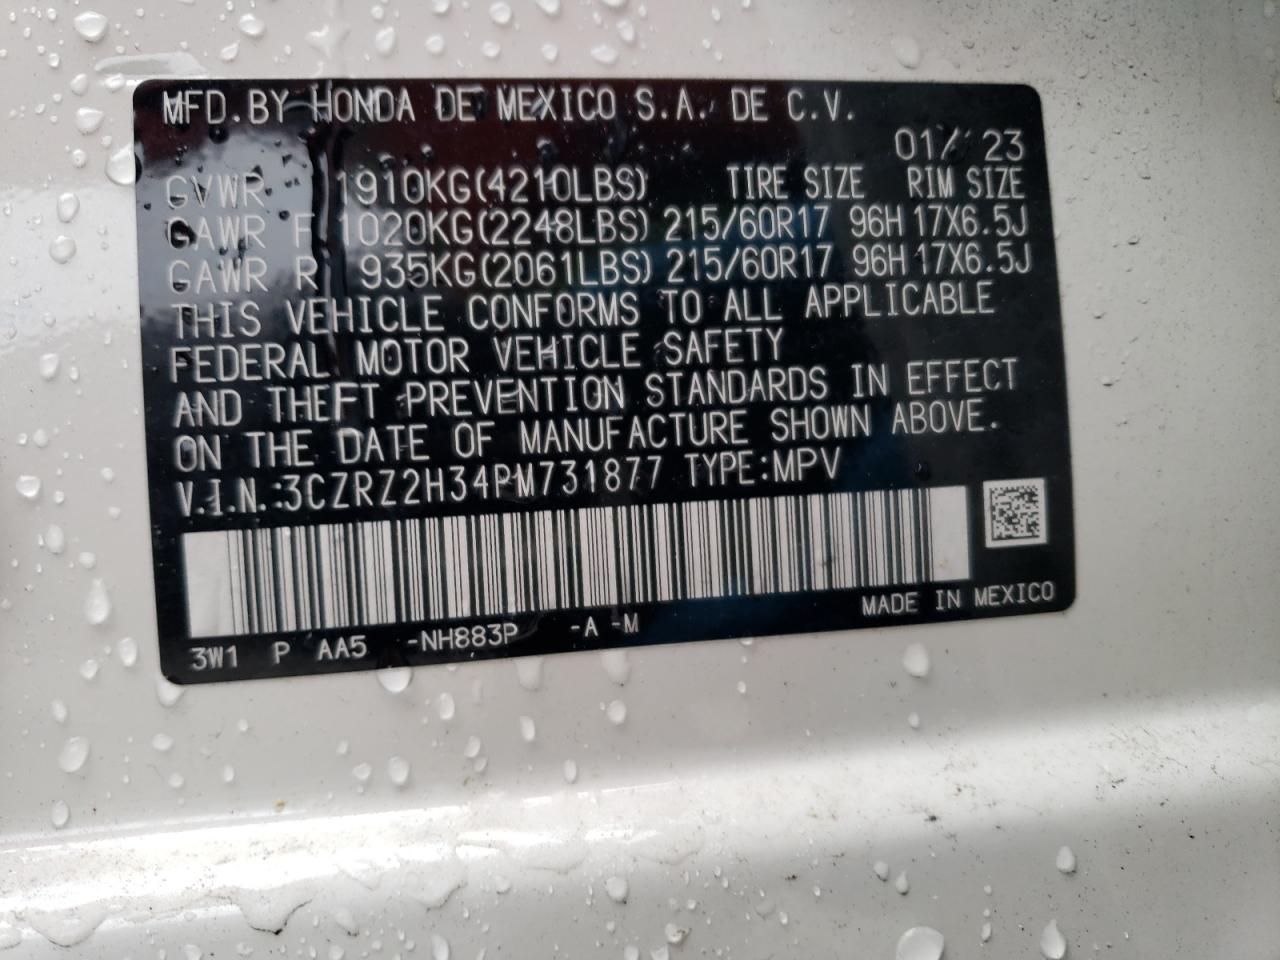 MFD.BY HONDA DE MEXICO S.A. DE C.V.
01/ 23
GVWR 1910KG(4210LBS) TIRE SIZE RIM SIZE
GAWR F 1020KG(2248LBS) 215/60R17 96H 17X6.5J
GAWR R 935KG(2061LBS) 215/60R17 96H 17X6.5J
THIS VEHICLE CONFORMS TO ALL APPLICABLE
FEDERAL MOTOR VEHICLE SAFETY
AND THEFT PREVENTION STANDARDS IN EFFECT
ON THE DATE OF MANUFACTURE SHOWN ABOVE.
V.I.N.:3CZRZ2H34PM731877 TYPE:MPV
MADE IN MEXICO
3W1 P AA5 -NH883P -A -M